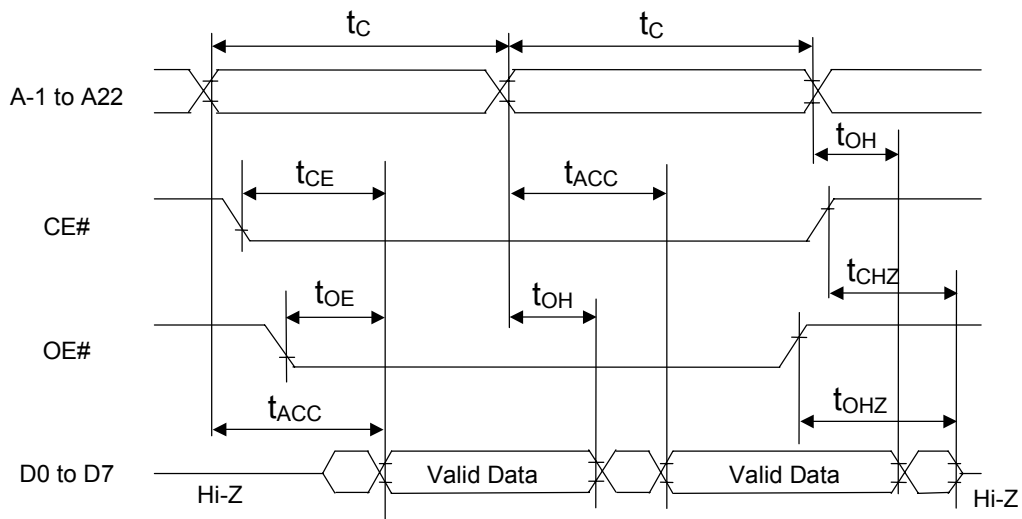 tC tC
A-1 to A22
tOH
tCE tACC
CE#
tCHZ
tOE tOH
OE#
tACC tOHZ
D0 to D7 Valid Data Valid Data
Hi-Z Hi-Z